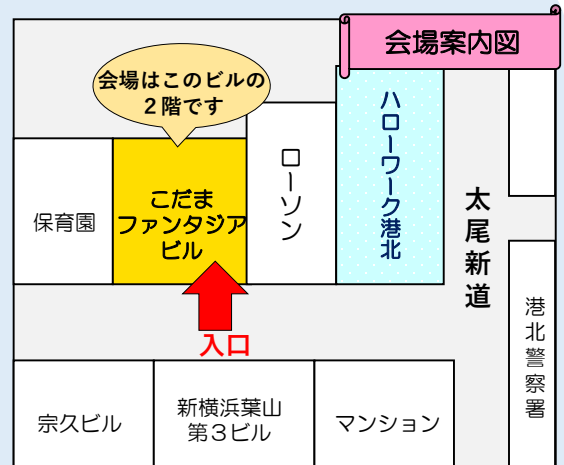 会場案内図
会場はこのビルの
２階です
保育園
こだま
ファンタジア
ビル
ローソン
ハローワーク港北
太尾新道
港北警察署
入口
宗久ビル
新横浜葉山
第３ビル
マンション